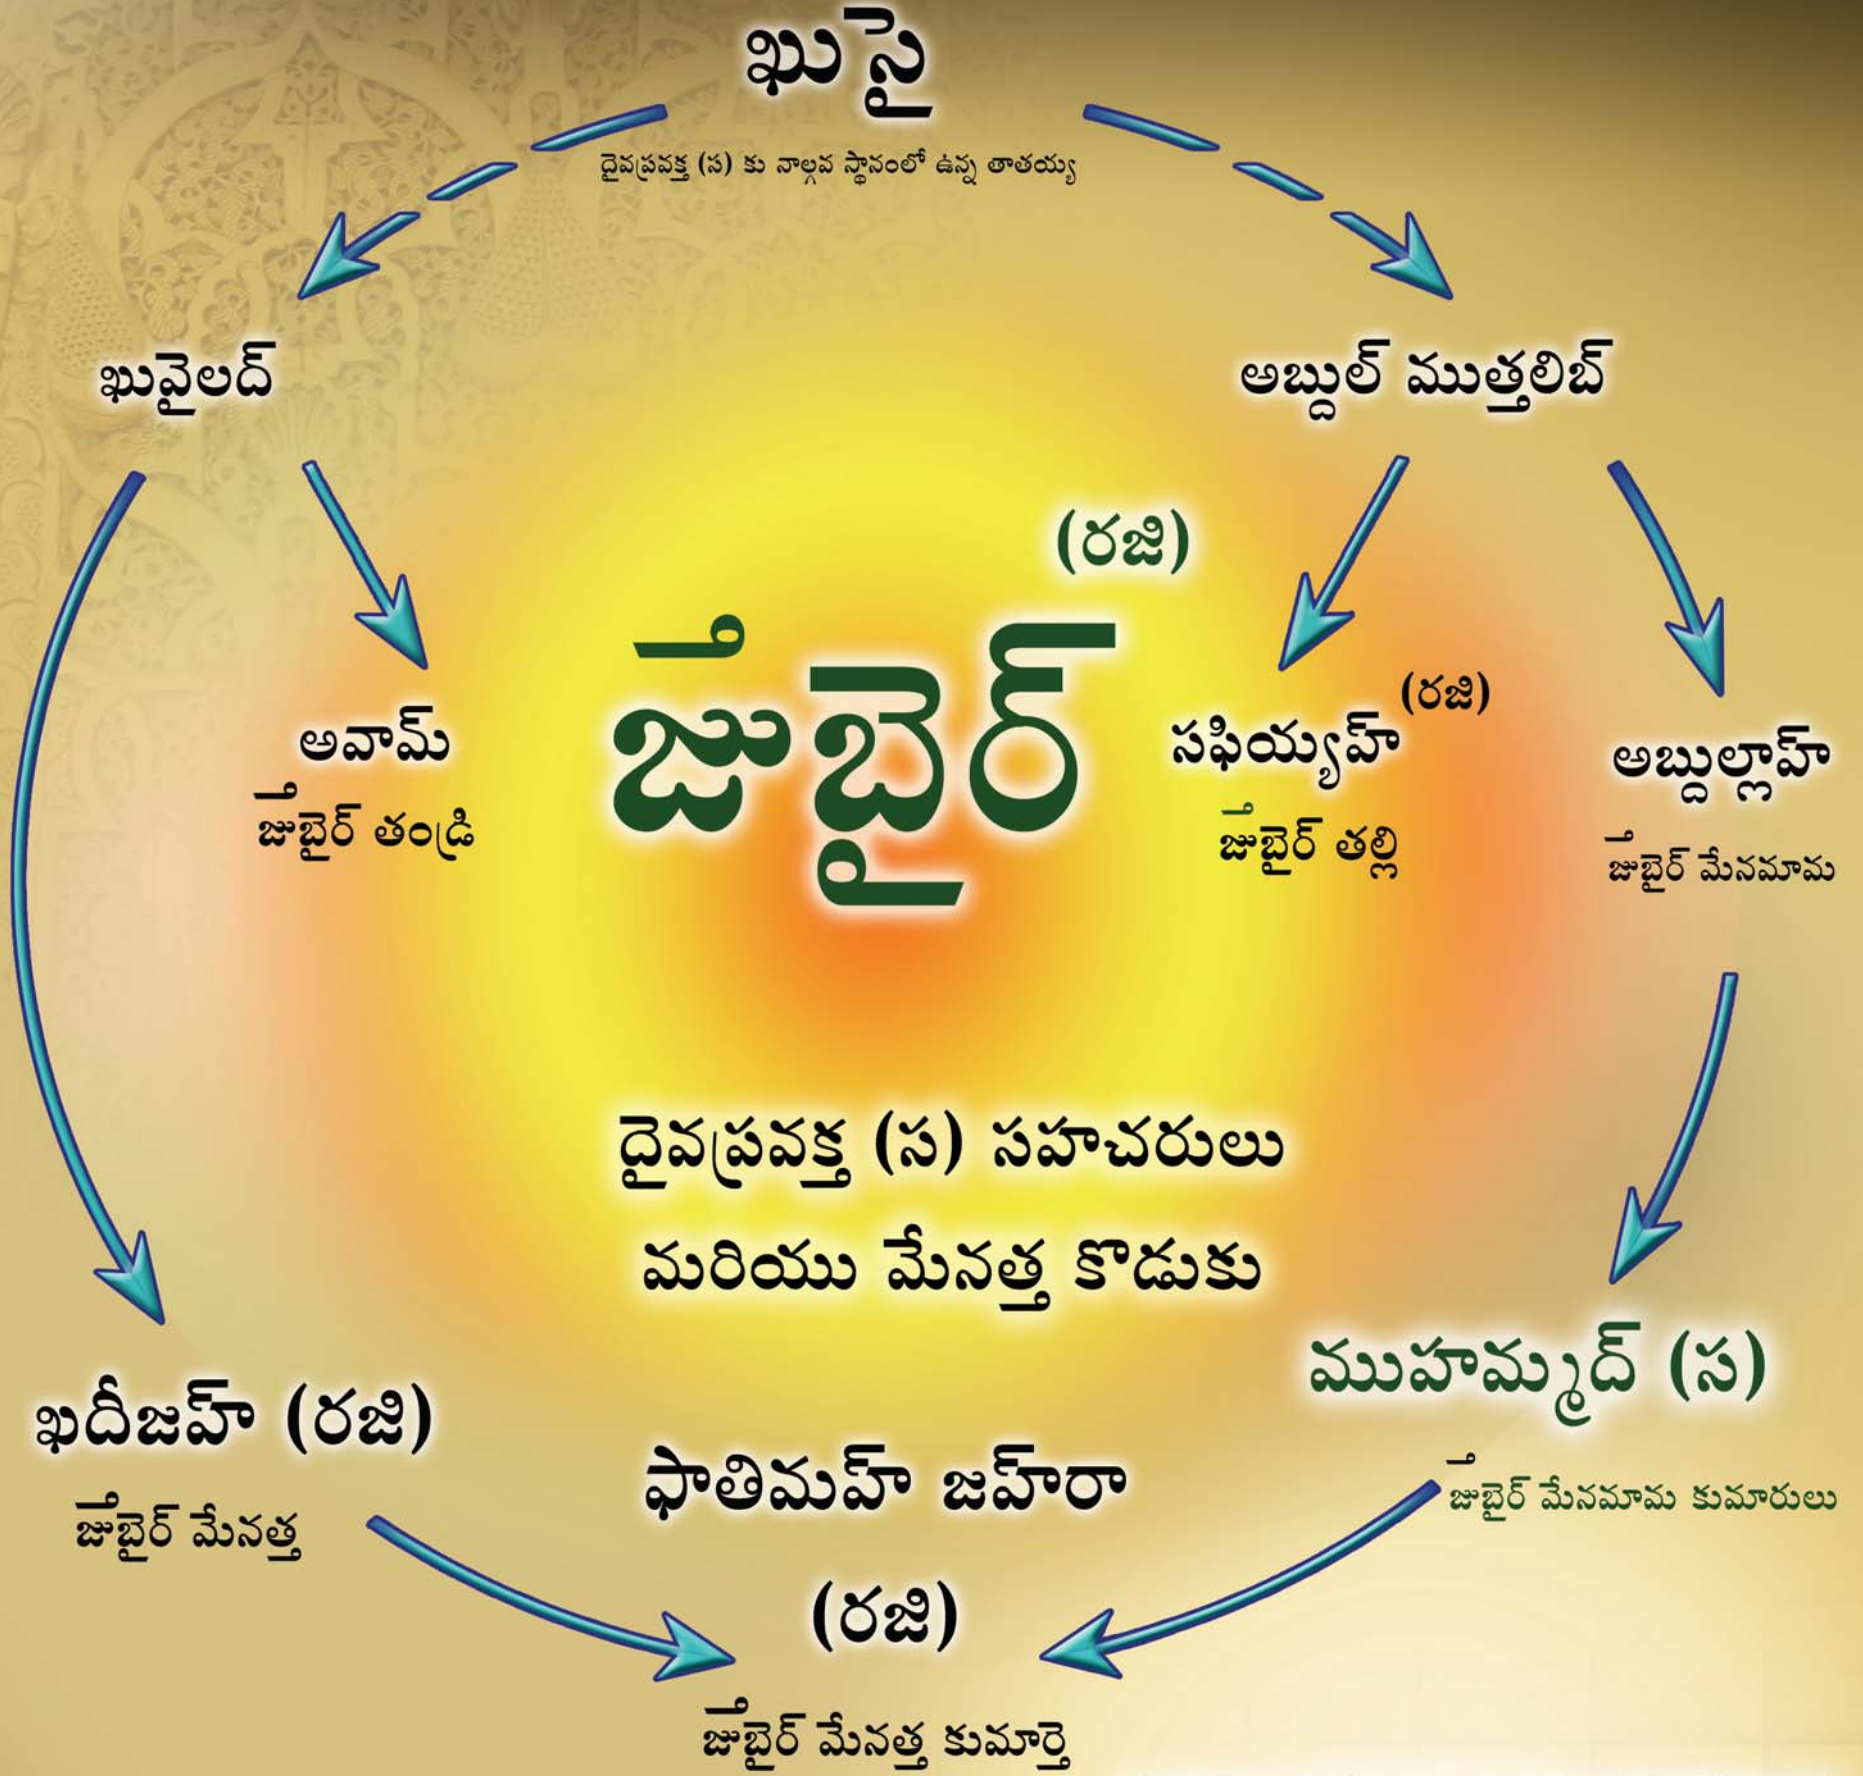 ఖుసై
దైవప్రవక్త (స) కు నాల్గవ స్థానంలో ఉన్న తాతయ్య
ఖువైలద్
అబ్దుల్ ముత్తలిబ్
(రజి)
జుబైర్
అవామ్
జుబైర్ తండ్రి
సఫియ్యహ్ (రజి)
జుబైర్ తల్లి
అబ్దుల్లాహ్
జుబైర్ మేనమామ
దైవప్రవక్త (స) సహచరులు
మరియు మేనత్త కొడుకు
ముహమ్మద్ (స)
జుబైర్ మేనమామ కుమారులు
ఖదీజహ్ (రజి)
జుబైర్ మేనత్త
ఫాతిమహ్ జహ్‌రా
(రజి)
జుబైర్ మేనత్త కుమార్తె